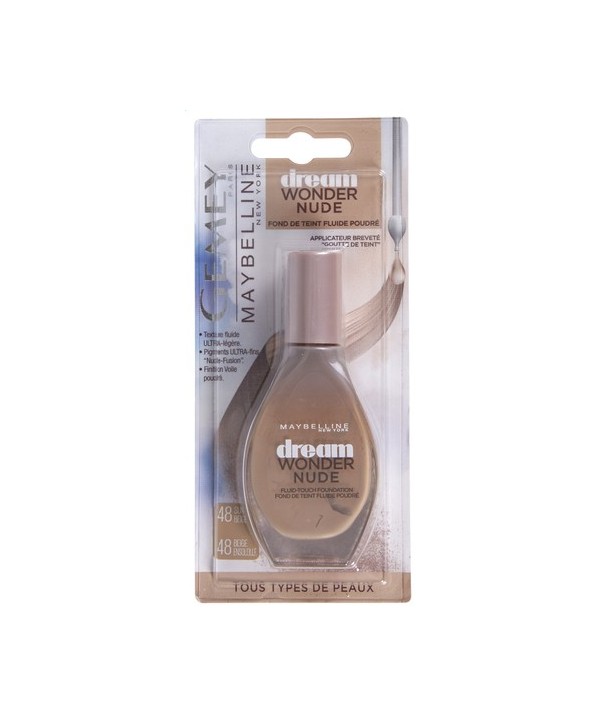 GEMEY
PARIS
MAYBELLINE
NEW YORK
dream
WONDER
NUDE
FOND DE TEINT FLUIDE POUDRÉ
APPLICATEUR BREVETÉ
"GOUTTE DE TEINT"
• Texture fluide
ULTRA-légère.
• Pigments ULTRA-fins
"Nude-Fusion".
• Finition Voile
poudré.
MAYBELLINE
NEW YORK
dream
WONDER
NUDE
FLUID-TOUCH FOUNDATION
FOND DE TEINT FLUIDE POUDRÉ
48
48 BEIGE
ENSOLEILLÉ
TOUS TYPES DE PEAUX